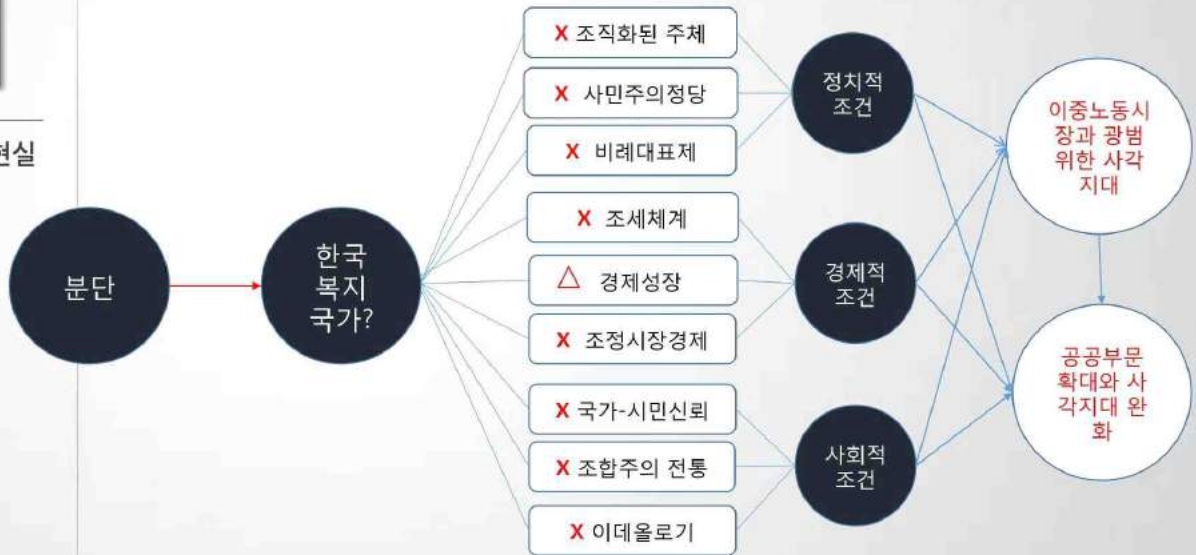 현실
분단
한국
복지
국가?
X 조직화된 주체
X 사민주의정당
X 비례대표제
X 조세체계
△ 경제성장
X 조정시장경제
X 국가-시민신뢰
X 조합주의 전통
X 이데올로기
정치적
조건
경제적
조건
사회적
조건
이중노동시
장과 광범
위한 사각
지대
공공부문
확대와 사
각지대 완
화